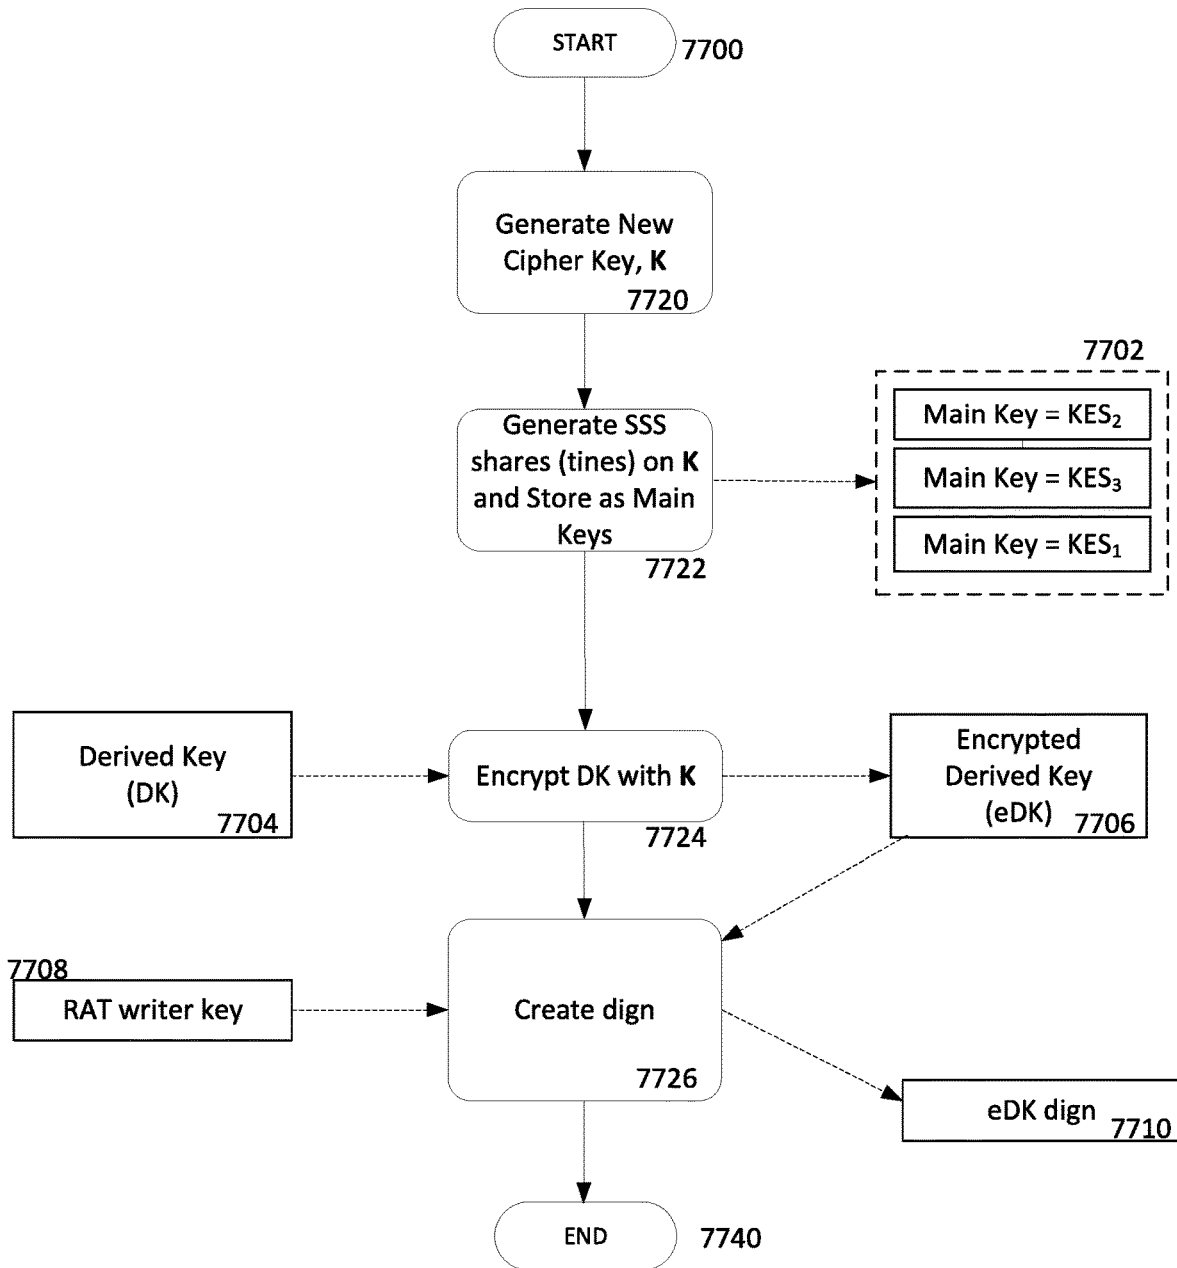 START
7700
Generate New
Cipher Key, K
7720
7702
Generate SSS
shares (tines) on K
and Store as Main
Keys
7722
Main Key = KES₂
Main Key = KES₃
Main Key = KES₁
Derived Key
(DK)
7704
Encrypt DK with K
7724
Encrypted
Derived Key
(eDK)
7706
7708
RAT writer key
Create dign
7726
eDK dign
7710
END
7740